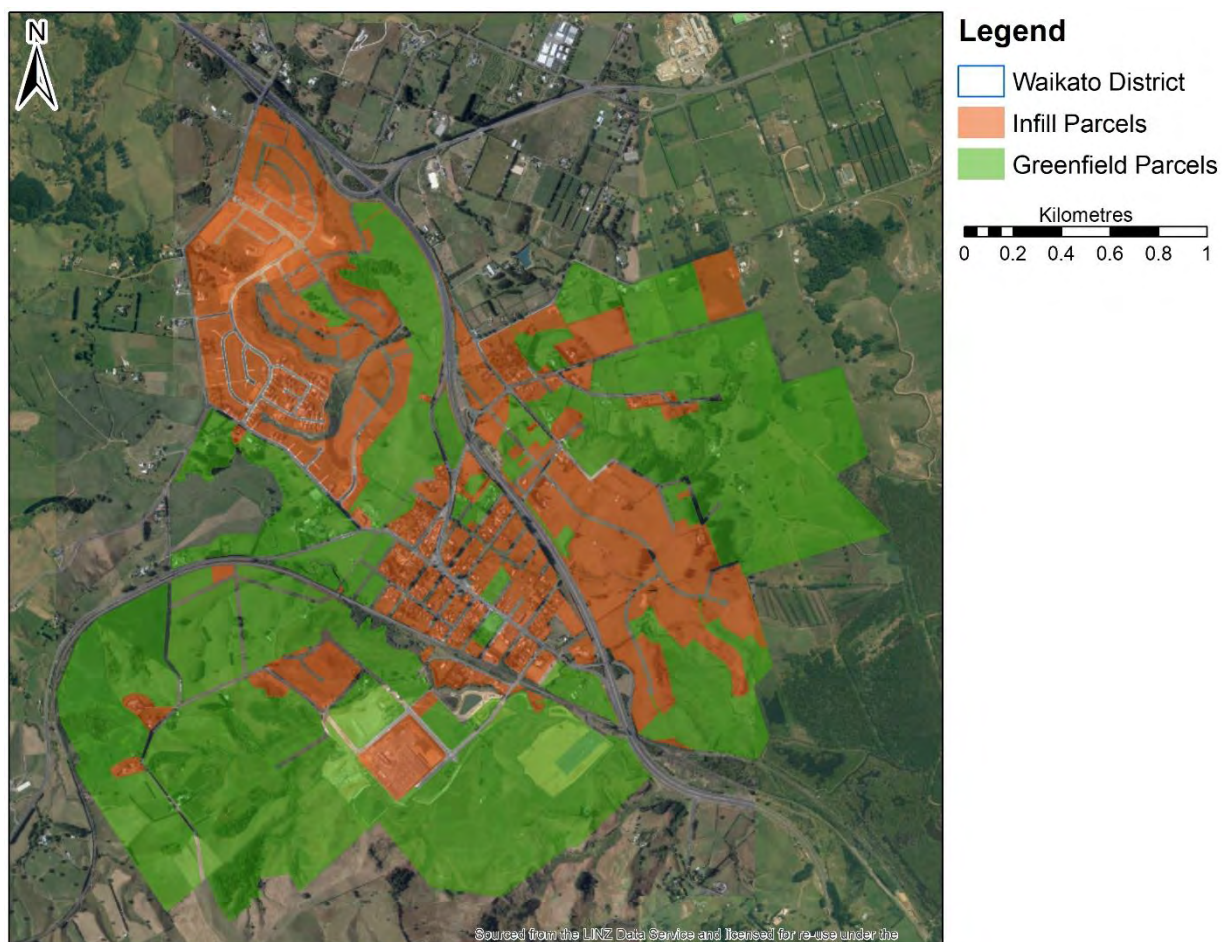 N
Legend
Waikato District
Infill Parcels
Greenfield Parcels
Kilometres
0 0.2 0.4 0.6 0.8 1
Sourced from the LINZ Data Service and licensed for re-use under the